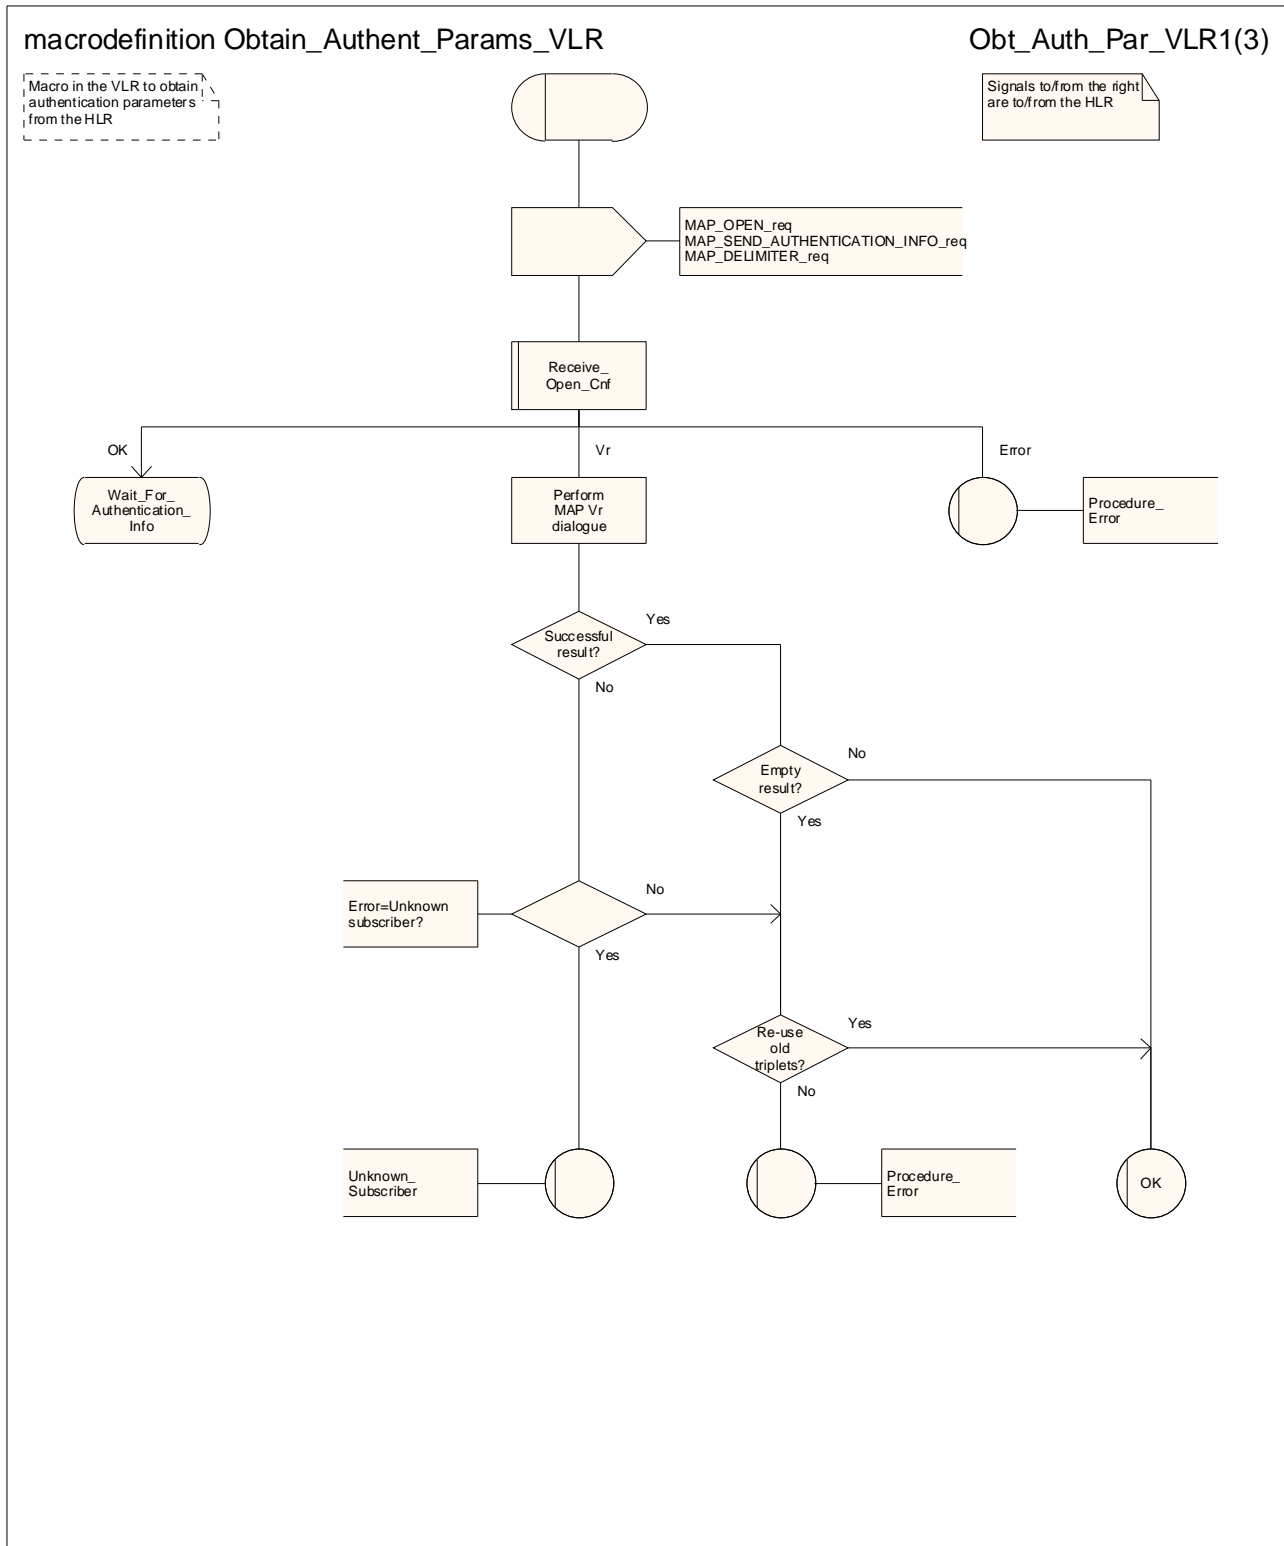 macrodefinition Obtain_Authent_Params_VLR
Obt_Auth_Par_VLR1(3)
Macro in the VLR to obtain
authentication parameters
from the HLR
Signals to/from the right
are to/from the HLR
MAP_OPEN_req
MAP_SEND_AUTHENTICATION_INFO_req
MAP_DELIMITER_req
Receive_
Open_Cnf
OK
Vr
Error
Wait_For_
Authentication_
Info
Perform
MAP Vr
dialogue
Procedure_
Error
Successful
result?
Yes
No
Empty
result?
No
Yes
Error=Unknown
subscriber?
No
Yes
Re-use
old
triplets?
Yes
No
Unknown_
Subscriber
Procedure_
Error
OK